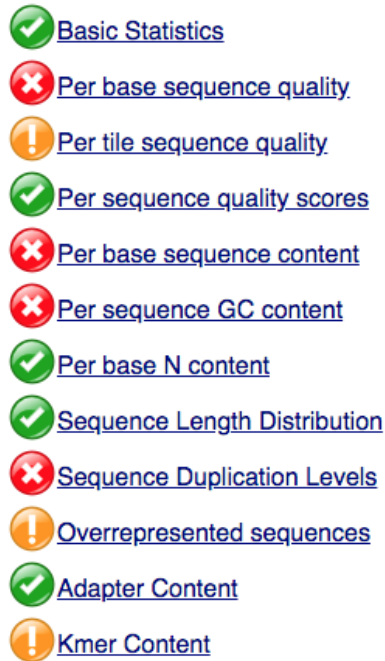 Basic Statistics
Per base sequence quality
Per tile sequence quality
Per sequence quality scores
Per base sequence content
Per sequence GC content
Per base N content
Sequence Length Distribution
Sequence Duplication Levels
Overrepresented sequences
Adapter Content
Kmer Content